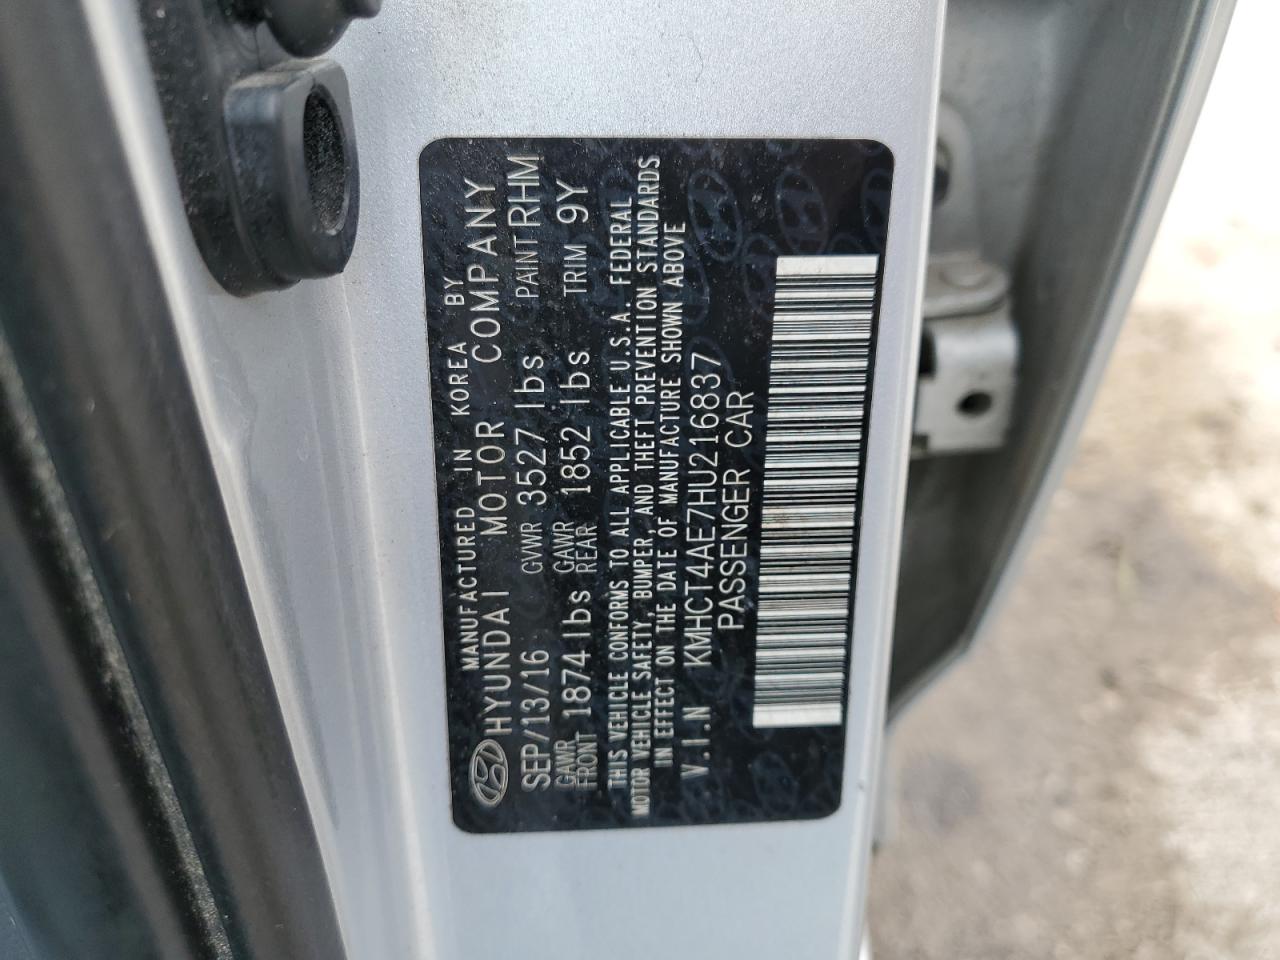 MANUFACTURED IN KOREA BY
HYUNDAI MOTOR COMPANY
SEP/13/16 GVWR 3527 lbs PAINT RHM
GAWR FRONT 1874 lbs GAWR REAR 1852 lbs TRIM 9Y
THIS VEHICLE CONFORMS TO ALL APPLICABLE U.S.A. FEDERAL
MOTOR VEHICLE SAFETY, BUMPER, AND THEFT PREVENTION STANDARDS
IN EFFECT ON THE DATE OF MANUFACTURE SHOWN ABOVE
V.I.N KMHCT4AE7HU216837
PASSENGER CAR